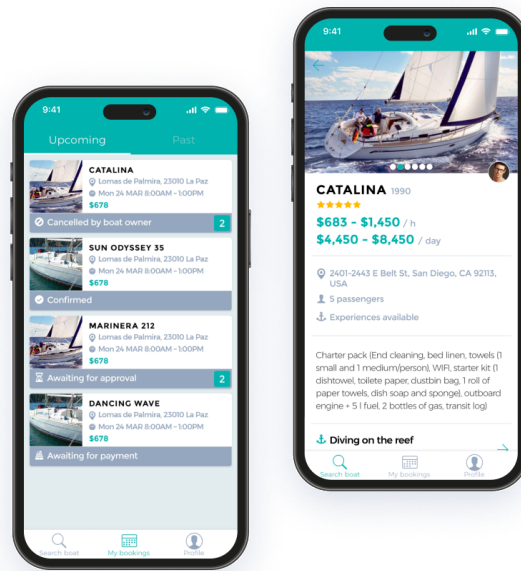 9:41
Upcoming
Past
CATALINA
Lomas de Palmira, 23010 La Paz
Mon 24 MAR 8:00AM - 1:00PM
$678
Cancelled by boat owner
2
SUN ODYSSEY 35
Lomas de Palmira, 23010 La Paz
Mon 24 MAR 8:00AM - 1:00PM
$678
Confirmed
MARINERA 212
Lomas de Palmira, 23010 La Paz
Mon 24 MAR 8:00AM - 1:00PM
$678
Awaiting for approval
2
DANCING WAVE
Lomas de Palmira, 23010 La Paz
Mon 24 MAR 8:00AM - 1:00PM
$678
Awaiting for payment
Search boat
My bookings
Profile
9:41
CATALINA 1990
$683 - $1,450 / h
$4,450 - $8,450 / day
2401-2443 E Belt St, San Diego, CA 92113,
USA
5 passengers
Experiences available
Charter pack (End cleaning, bed linen, towels (1
small and 1 medium/person), WIFI, starter kit (1
dishtowel, toilete paper, dustbin bag, 1 roll of
paper towels, dish soap and sponge), outboard
engine + 5 l fuel, 2 bottles of gas, transit log)
Diving on the reef
Search boat
My bookings
Profile